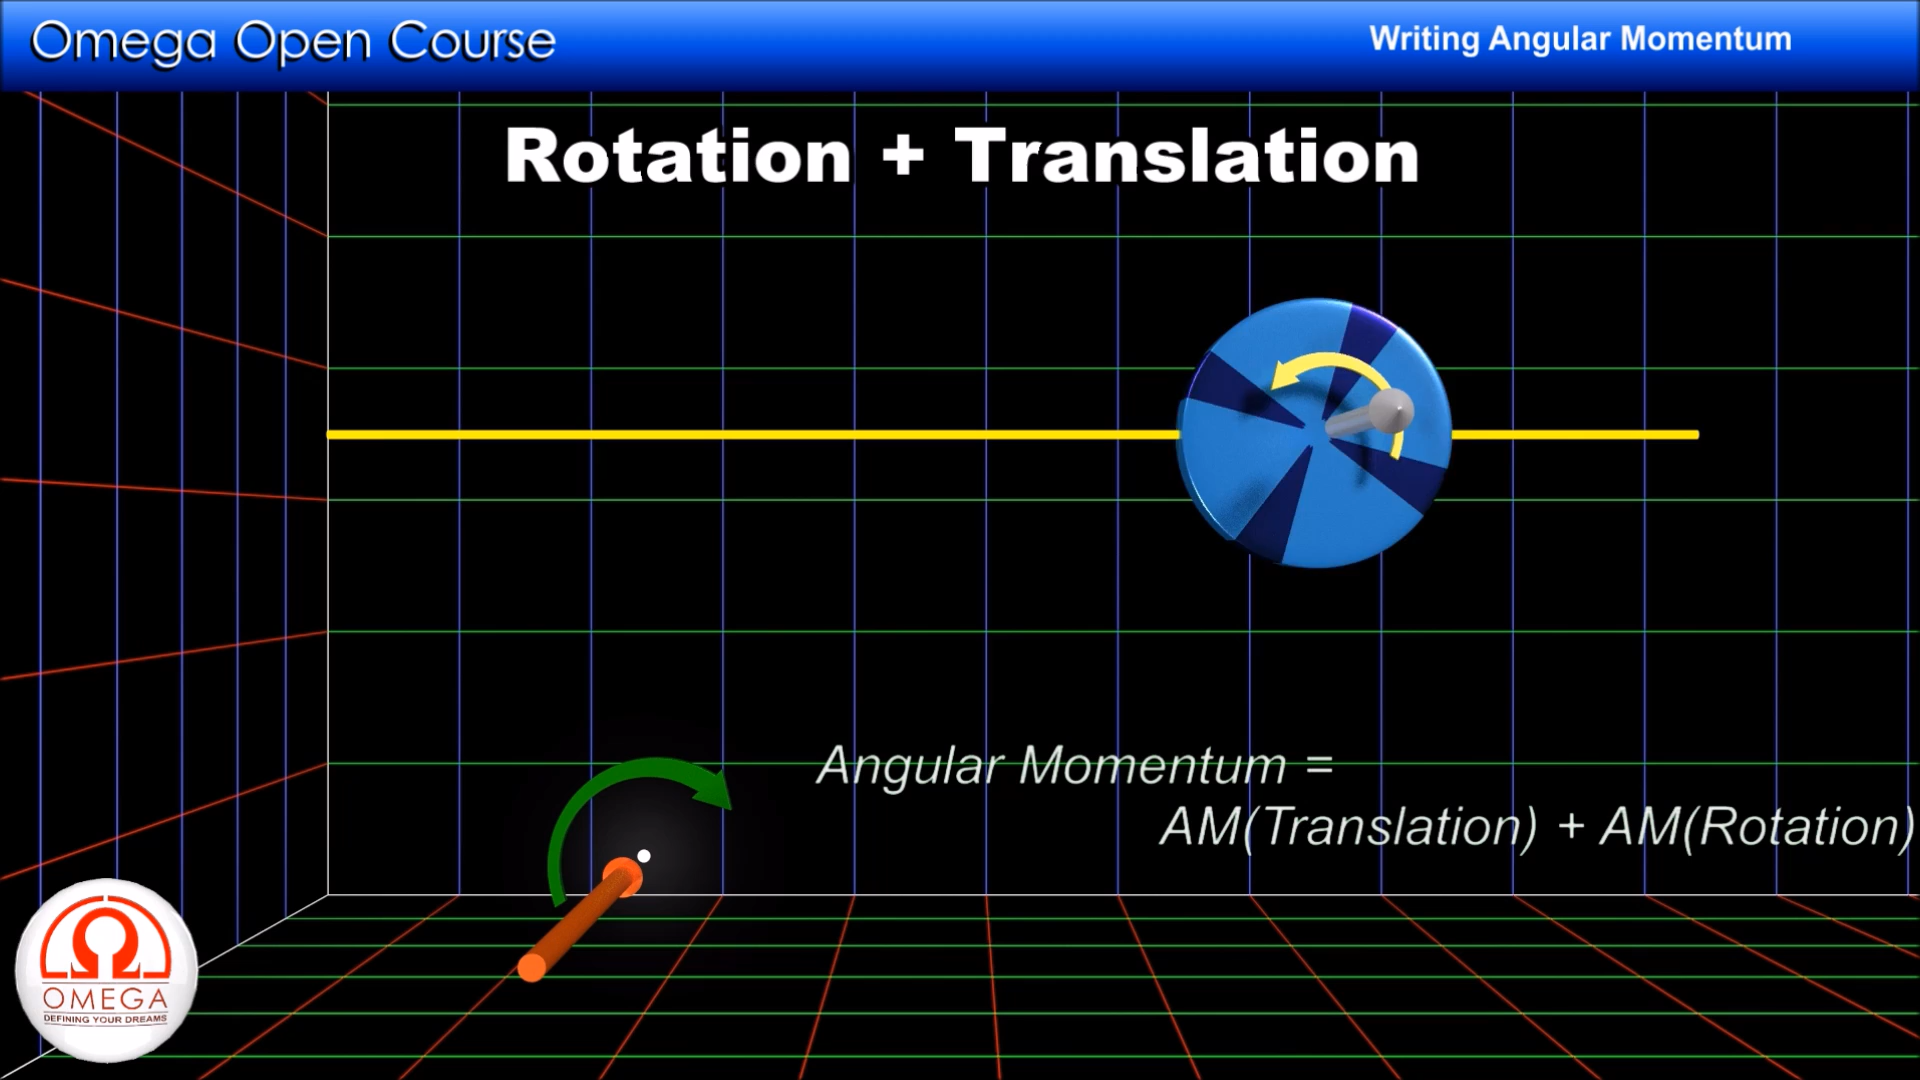 Omega Open Course
Writing Angular Momentum
Rotation + Translation
Angular Momentum =
AM(Translation) + AM(Rotation)
Ω
OMEGA
DEFINING YOUR DREAMS